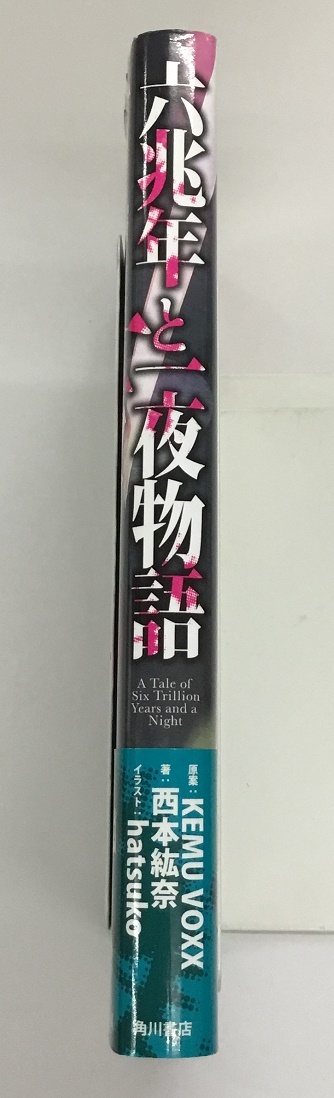 六兆年と一夜物語
A Tale of
Six Trillion
Years and a
Night
原案:KEMU VOXX
著:西本紘奈
イラスト:hatsuko
角川書店